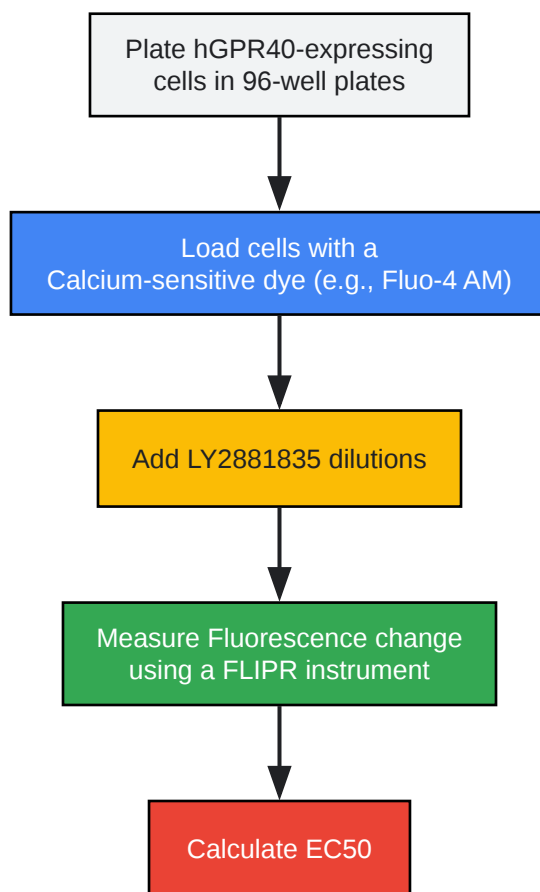 Plate hGPR40-expressing
cells in 96-well plates
Load cells with a
Calcium-sensitive dye (e.g., Fluo-4 AM)
Add LY2881835 dilutions
Measure Fluorescence change
using a FLIPR instrument
Calculate EC50